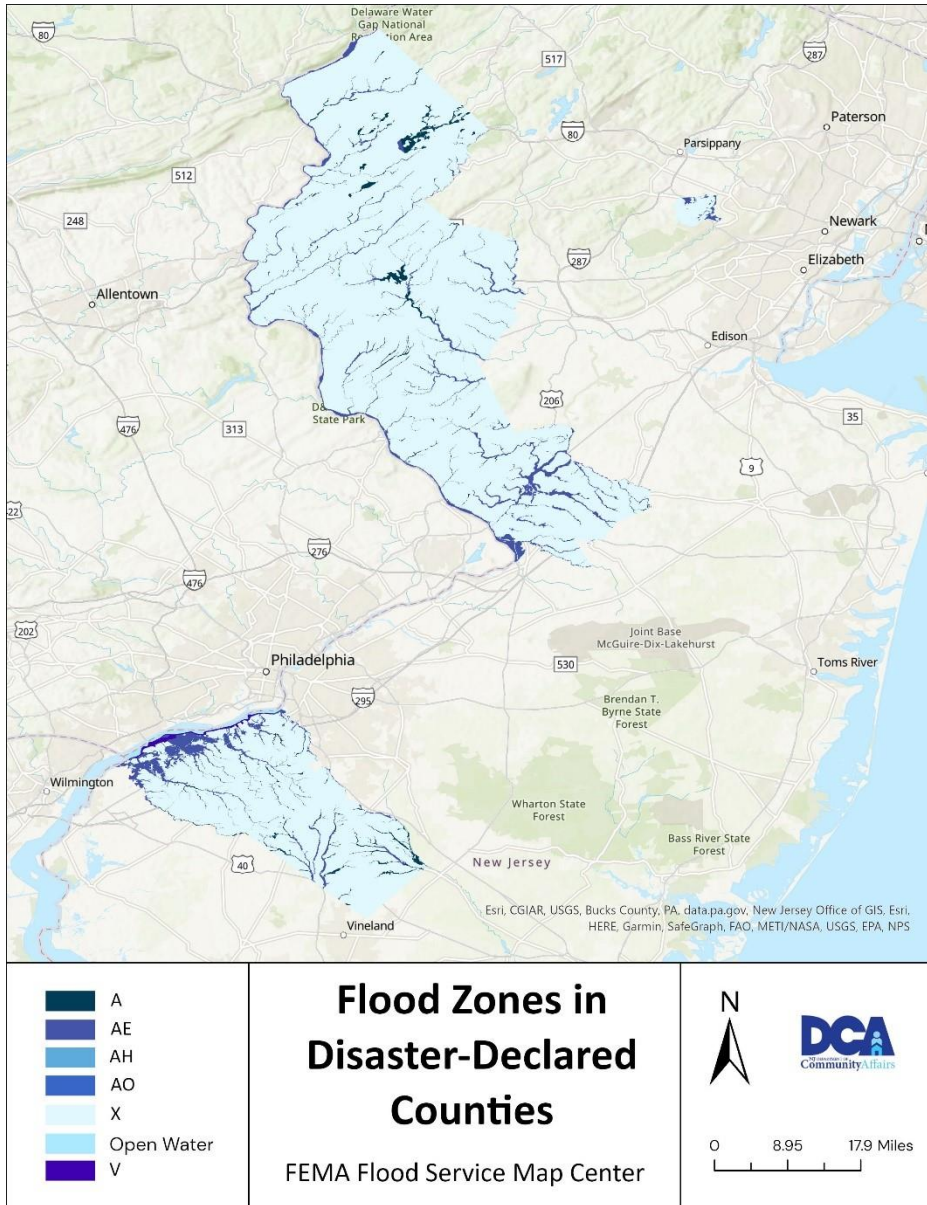 Delaware Water
Gap National
Recreation Area
80
517
287
Paterson
80
Parsippany
512
248
Newark
Elizabeth
287
Allentown
Edison
206
35
State Park
476
313
9
22
276
476
202
Joint Base
McGuire-Dix-Lakehurst
Philadelphia
530
Toms River
295
Brendan T.
Byrne State
Forest
Wilmington
Wharton State
Forest
Bass River State
Forest
40
New Jersey
Vineland
Esri, CGIAR, USGS, Bucks County, PA, data.pa.gov, New Jersey Office of GIS, Esri,
HERE, Garmin, SafeGraph, FAO, METI/NASA, USGS, EPA, NPS
A
AE
AH
AO
X
Open Water
V
Flood Zones in
Disaster-Declared
Counties
FEMA Flood Service Map Center
N
DCA
NJ DEPARTMENT OF
Community Affairs
0 8.95 17.9 Miles